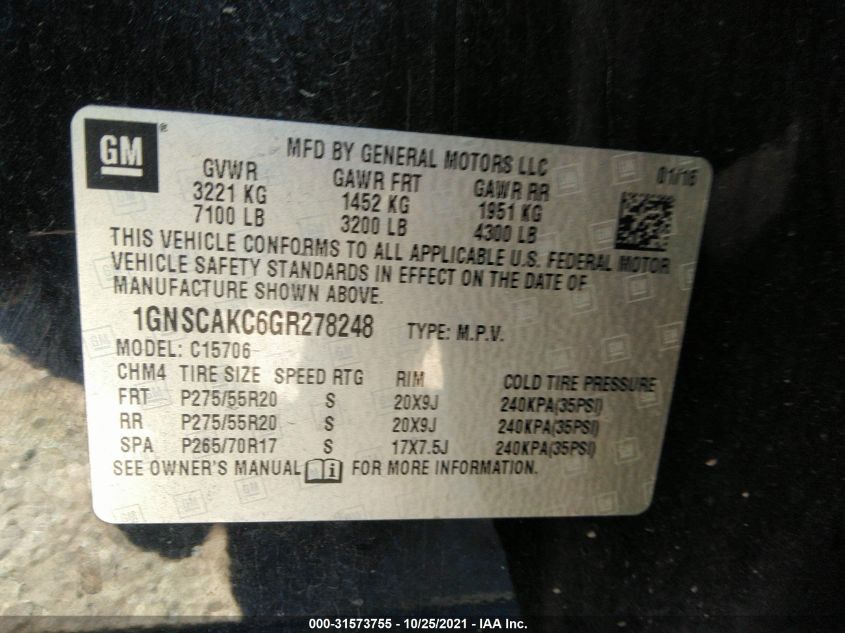 GM®
MFD BY GENERAL MOTORS LLC
01/16
GVWR GAWR FRT GAWR RR
3221 KG 1452 KG 1951 KG
7100 LB 3200 LB 4300 LB
THIS VEHICLE CONFORMS TO ALL APPLICABLE U.S. FEDERAL MOTOR
VEHICLE SAFETY STANDARDS IN EFFECT ON THE DATE OF
MANUFACTURE SHOWN ABOVE.
1GNSCAKC6GR278248 TYPE: M.P.V.
MODEL: C15706
CHM4 TIRE SIZE SPEED RTG RIM COLD TIRE PRESSURE
FRT P275/55R20 S 20X9J 240KPA(35PSI)
RR P275/55R20 S 20X9J 240KPA(35PSI)
SPA P265/70R17 S 17X7.5J 240KPA(35PSI)
SEE OWNER'S MANUAL i FOR MORE INFORMATION.
000-31573755 - 10/25/2021 - IAA Inc.